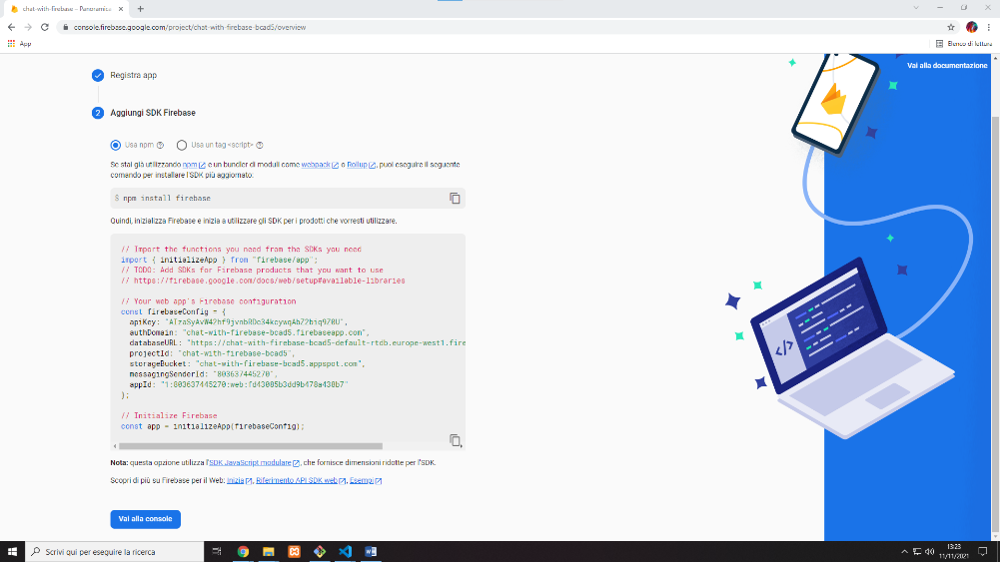 chat-with-firebase – Panoramica
console.firebase.google.com/project/chat-with-firebase-bcad5/overview
App
Elenco di lettura
Vai alla documentazione
Registra app
2 Aggiungi SDK Firebase
Usa npm Usa un tag <script>
Se stai già utilizzando npm e un bundler di moduli come webpack o Rollup, puoi eseguire il seguente
comando per installare l'SDK più aggiornato:
$ npm install firebase
Quindi, inizializza Firebase e inizia a utilizzare gli SDK per i prodotti che vorresti utilizzare.
// Import the functions you need from the SDKs you need
import { initializeApp } from "firebase/app";
// TODO: Add SDKs for Firebase products that you want to use
// https://firebase.google.com/docs/web/setup#available-libraries
// Your web app's Firebase configuration
const firebaseConfig = {
apiKey:
authDomain: "chat-with-firebase-bcad5.firebaseapp.com",
databaseURL: "https://chat-with-firebase-bcad5-default-rtdb.europe-west1.fire
projectId: "chat-with-firebase-bcad5",
storageBucket: "chat-with-firebase-bcad5.appspot.com",
messagingSenderId: "803637445270",
appId: "1:803637445270:web:fd43085b3dd9b478a438b7"
};
// Initialize Firebase
const app = initializeApp(firebaseConfig);
Nota: questa opzione utilizza l'SDK JavaScript modulare, che fornisce dimensioni ridotte per l'SDK.
Scopri di più su Firebase per il Web: Inizia, Riferimento API SDK web, Esempi
Vai alla console
Scrivi qui per eseguire la ricerca
13:23
11/11/2021